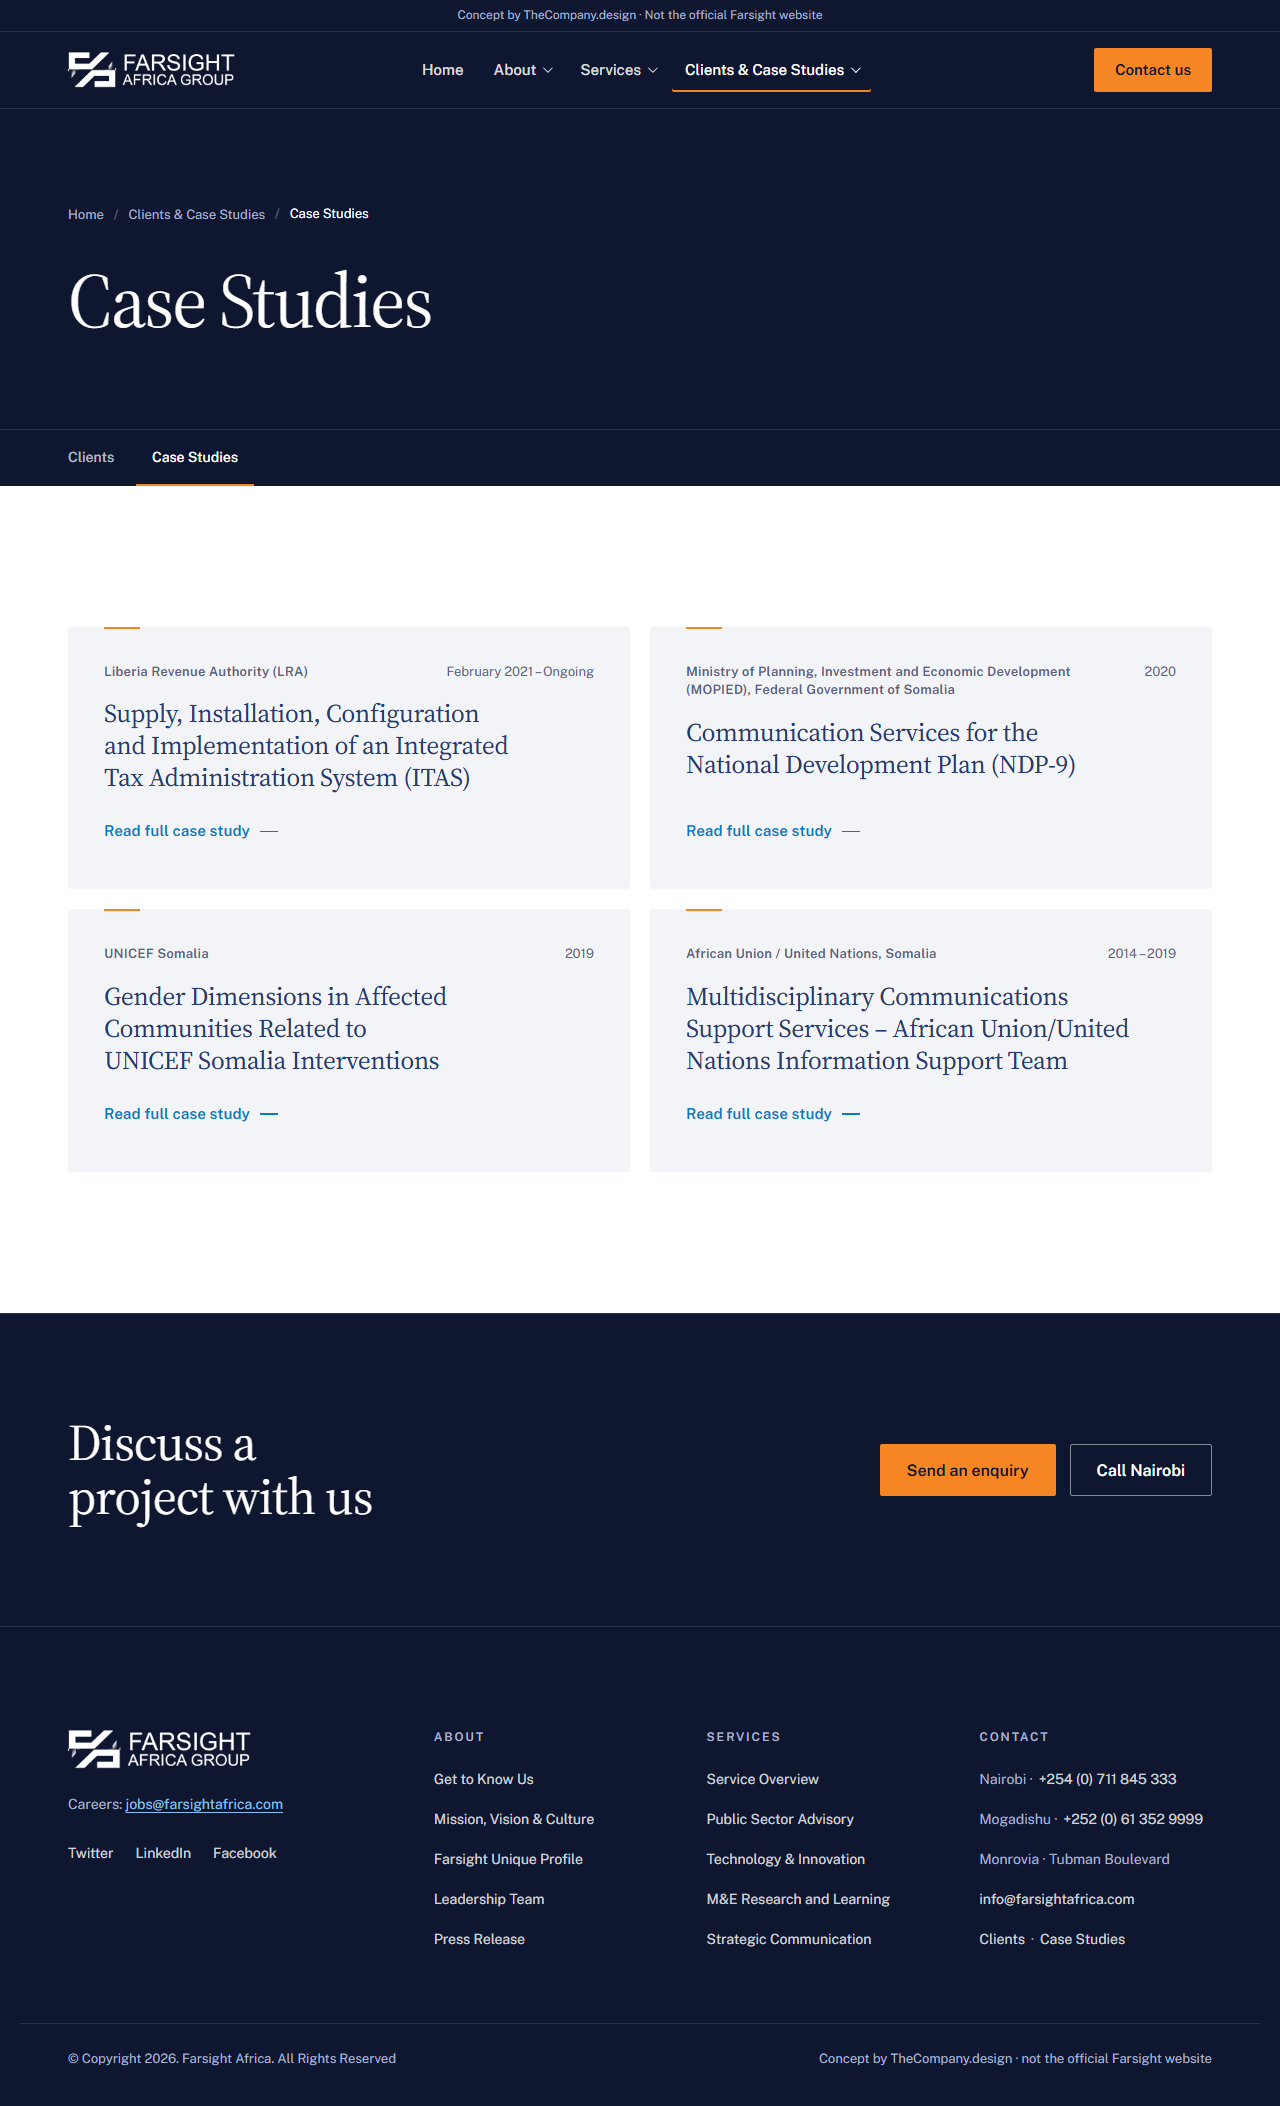 Concept by TheCompany.design · Not the official Farsight website
FARSIGHT
AFRICA GROUP
Home
About
Services
Clients & Case Studies
Contact us
Home / Clients & Case Studies / Case Studies
Case Studies
Clients
Case Studies
Liberia Revenue Authority (LRA)
February 2021 – Ongoing
Supply, Installation, Configuration
and Implementation of an Integrated
Tax Administration System (ITAS)
Read full case study
Ministry of Planning, Investment and Economic Development
(MOPIED), Federal Government of Somalia
2020
Communication Services for the
National Development Plan (NDP-9)
Read full case study
UNICEF Somalia
2019
Gender Dimensions in Affected
Communities Related to
UNICEF Somalia Interventions
Read full case study
African Union / United Nations, Somalia
2014 – 2019
Multidisciplinary Communications
Support Services – African Union/United
Nations Information Support Team
Read full case study
Discuss a
project with us
Send an enquiry
Call Nairobi
FARSIGHT
AFRICA GROUP
Careers: jobs@farsightafrica.com
Twitter
LinkedIn
Facebook
ABOUT
Get to Know Us
Mission, Vision & Culture
Farsight Unique Profile
Leadership Team
Press Release
SERVICES
Service Overview
Public Sector Advisory
Technology & Innovation
M&E Research and Learning
Strategic Communication
CONTACT
Nairobi · +254 (0) 711 845 333
Mogadishu · +252 (0) 61 352 9999
Monrovia · Tubman Boulevard
info@farsightafrica.com
Clients · Case Studies
© Copyright 2026. Farsight Africa. All Rights Reserved
Concept by TheCompany.design · not the official Farsight website